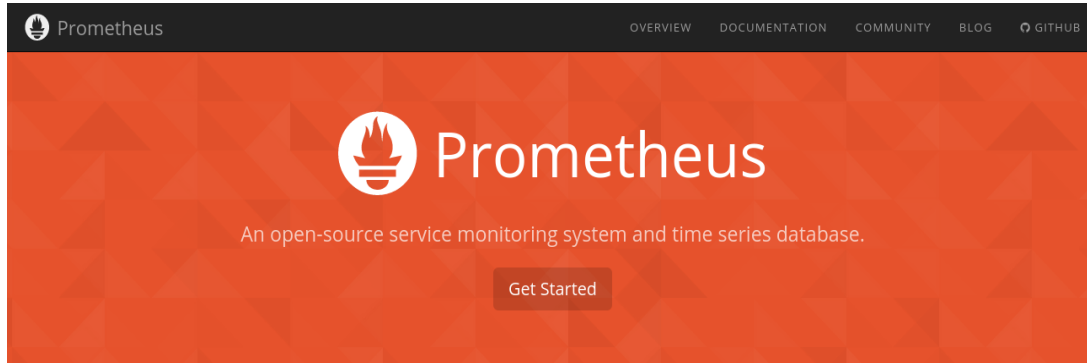 Prometheus OVERVIEW DOCUMENTATION COMMUNITY BLOG GITHUB
Prometheus
An open-source service monitoring system and time series database.
Get Started